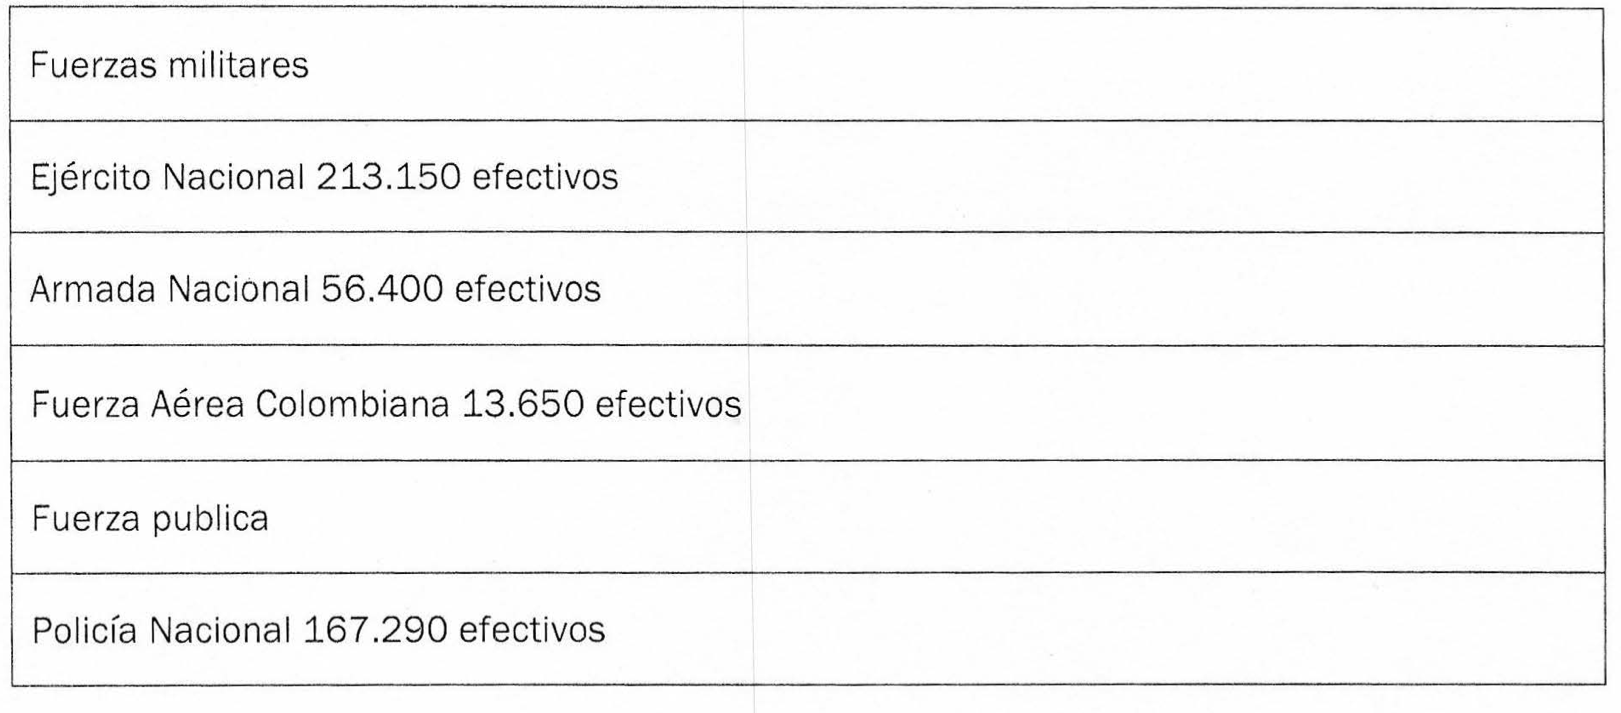 Fuerzas militares
Ejército Nacional 213.150 efectivos
Armada Nacional 56.400 efectivos
Fuerza Aérea Colombiana 13.650 efectivos
Fuerza publica
Policía Nacional 167.290 efectivos